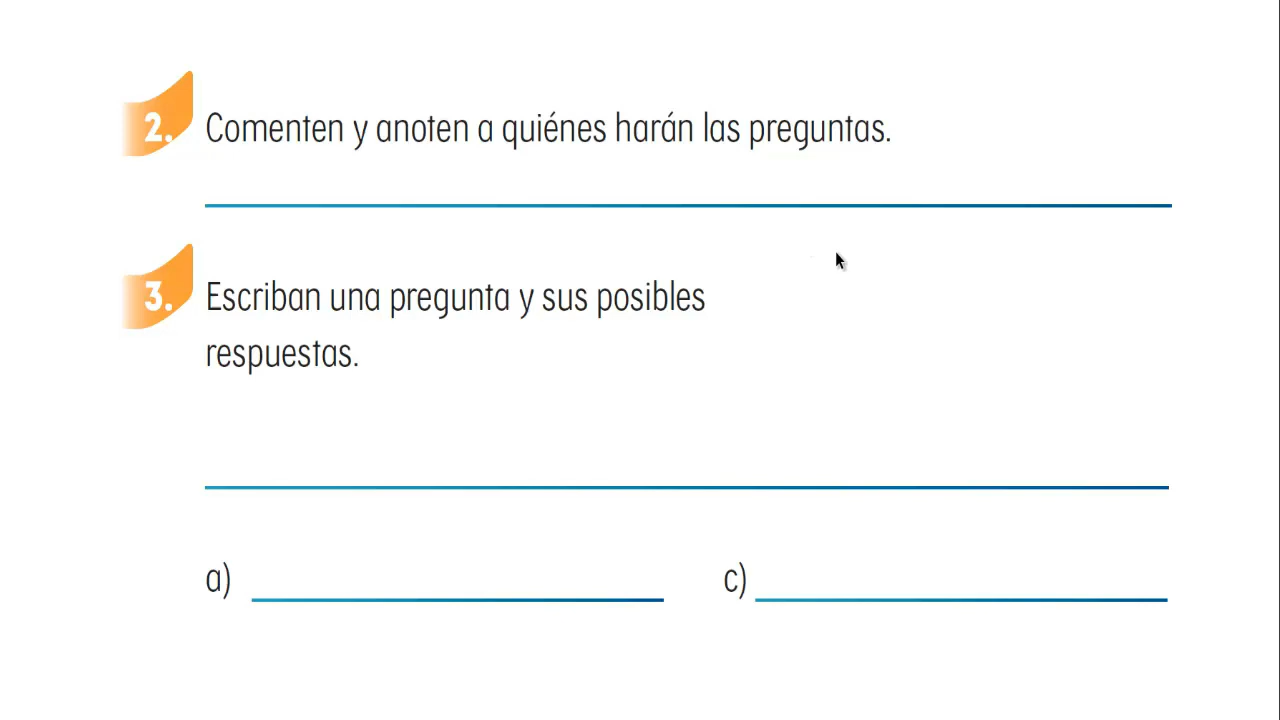 2. Comenten y anoten a quiénes harán las preguntas.
3. Escriban una pregunta y sus posibles
respuestas.
a) c)